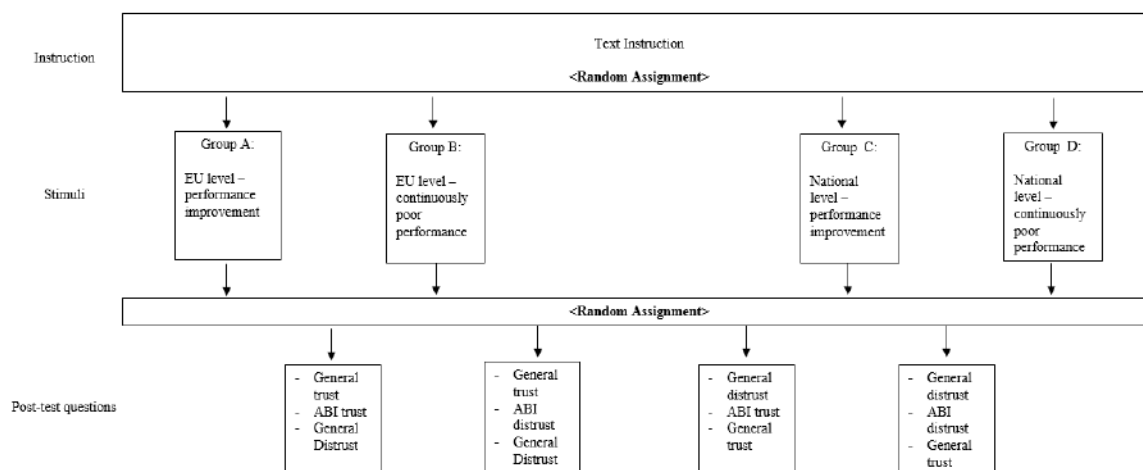 Instruction
Text Instruction
<Random Assignment>
Stimuli
Group A:
EU level –
performance
improvement
Group B:
EU level –
continuously
poor
performance
Group C:
National
level –
performance
improvement
Group D:
National
level –
continuously
poor
performance
<Random Assignment>
Post-test questions
- General
trust
- ABI trust
- General
Distrust
- General
trust
- ABI
distrust
- General
Distrust
- General
distrust
- ABI trust
- General
trust
- General
distrust
- ABI
distrust
- General
trust